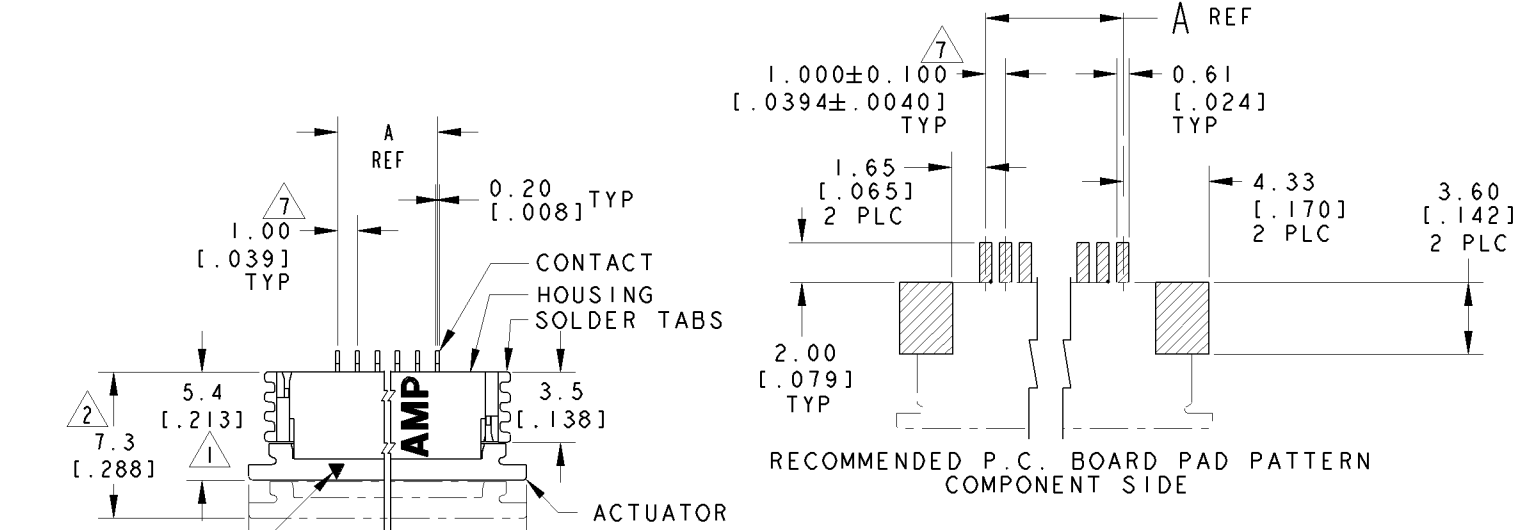 A REF
7
1.000±0.100
[.0394±.0040]
TYP
0.61
[.024]
TYP
A
REF
0.20
[.008] TYP
7
1.00
[.039]
TYP
1.65
[.065]
2 PLC
4.33
[.170]
2 PLC
3.60
[.142]
2 PLC
CONTACT
HOUSING
SOLDER TABS
2.00
[.079]
TYP
5.4
[.213]
1
2
7.3
[.288]
3.5
[.138]
AMP
RECOMMENDED P.C. BOARD PAD PATTERN
COMPONENT SIDE
ACTUATOR